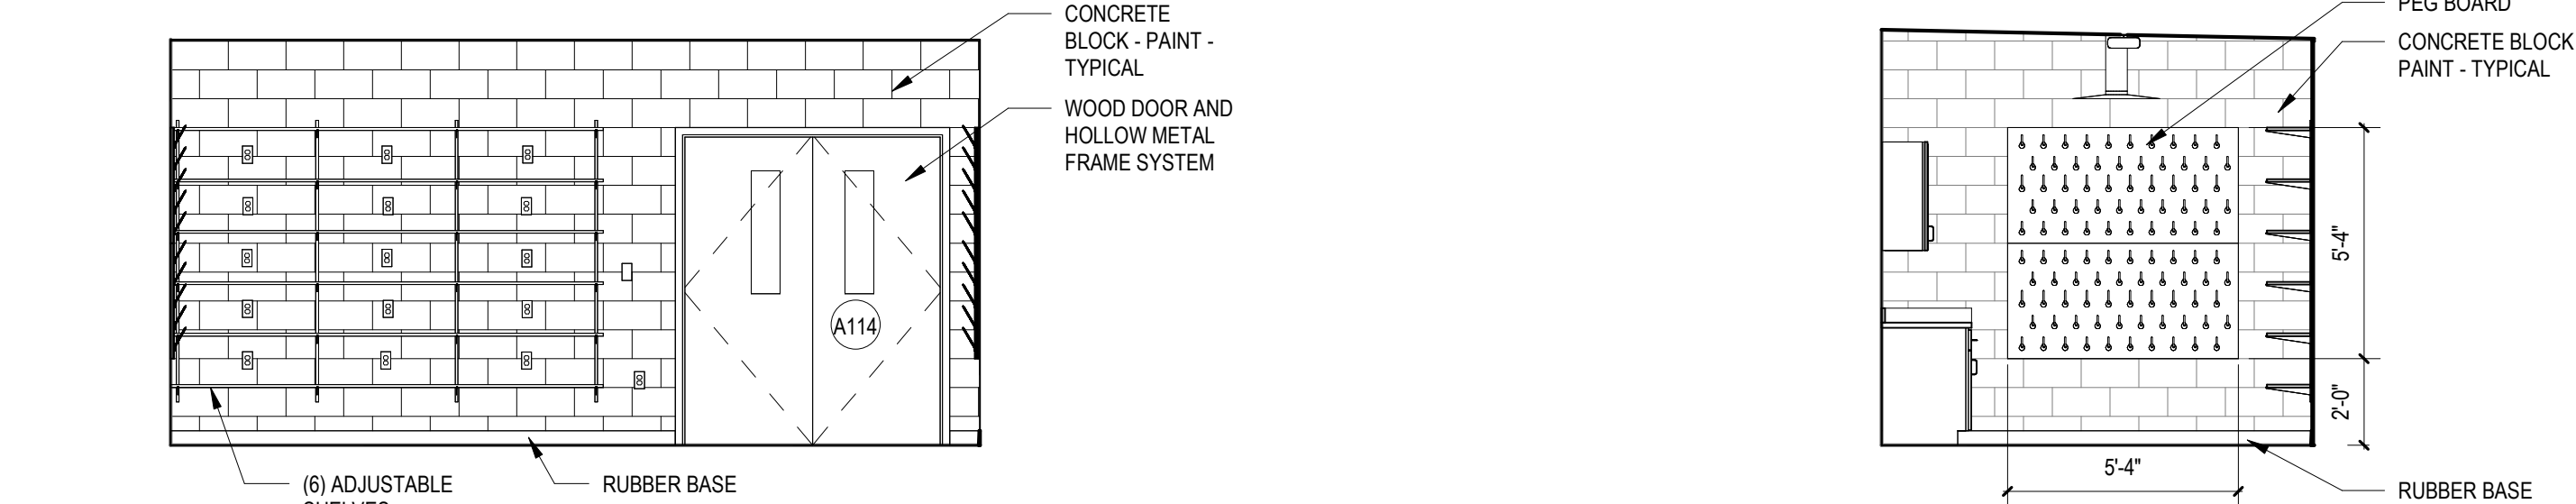 CONCRETE
BLOCK - PAINT -
TYPICAL
WOOD DOOR AND
HOLLOW METAL
FRAME SYSTEM
A114
(6) ADJUSTABLE
SHELVES
RUBBER BASE
PEG BOARD
CONCRETE BLOCK
PAINT - TYPICAL
5'-4"
2'-0"
5'-4"
RUBBER BASE